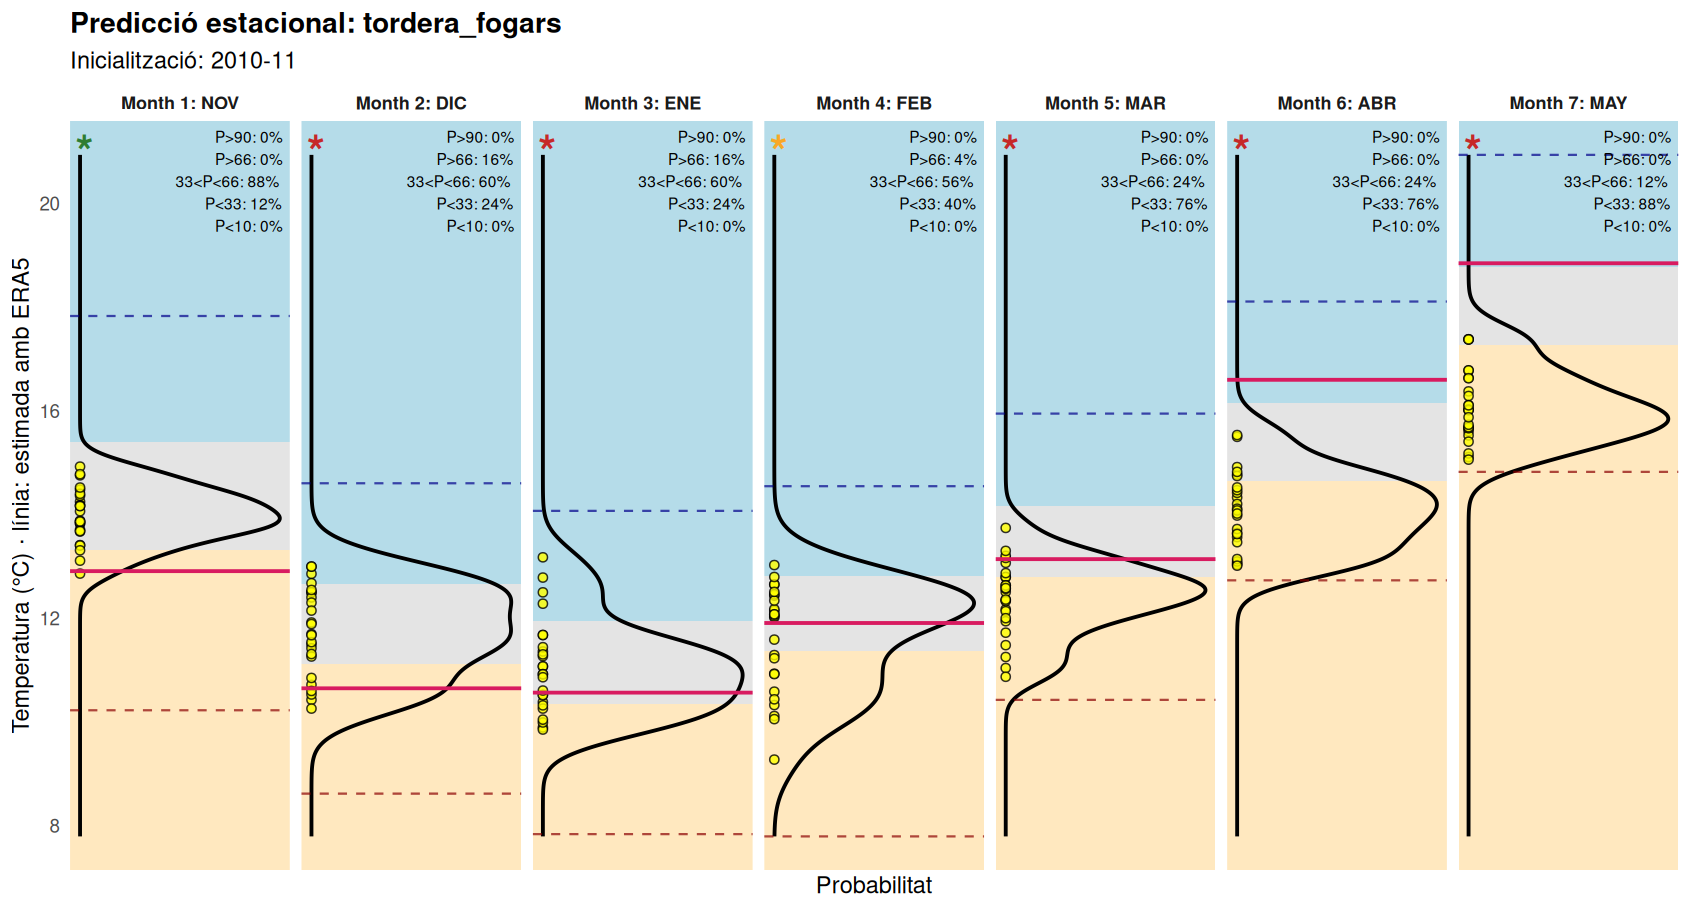 Predicció estacional: tordera_fogars
Inicialització: 2010-11
Month 1: NOV
Month 2: DIC
Month 3: ENE
Month 4: FEB
Month 5: MAR
Month 6: ABR
Month 7: MAY
*
P>90: 0%
P>66: 0%
33<P<66: 88%
P<33: 12%
P<10: 0%
*
P>90: 0%
P>66: 16%
33<P<66: 60%
P<33: 24%
P<10: 0%
*
P>90: 0%
P>66: 16%
33<P<66: 60%
P<33: 24%
P<10: 0%
*
P>90: 0%
P>66: 4%
33<P<66: 56%
P<33: 40%
P<10: 0%
*
P>90: 0%
P>66: 0%
33<P<66: 24%
P<33: 76%
P<10: 0%
*
P>90: 0%
P>66: 0%
33<P<66: 24%
P<33: 76%
P<10: 0%
*
P>90: 0%
P>66: 0%
33<P<66: 12%
P<33: 88%
P<10: 0%
20
16
12
8
Temperatura (°C) · línia: estimada amb ERA5
Probabilitat